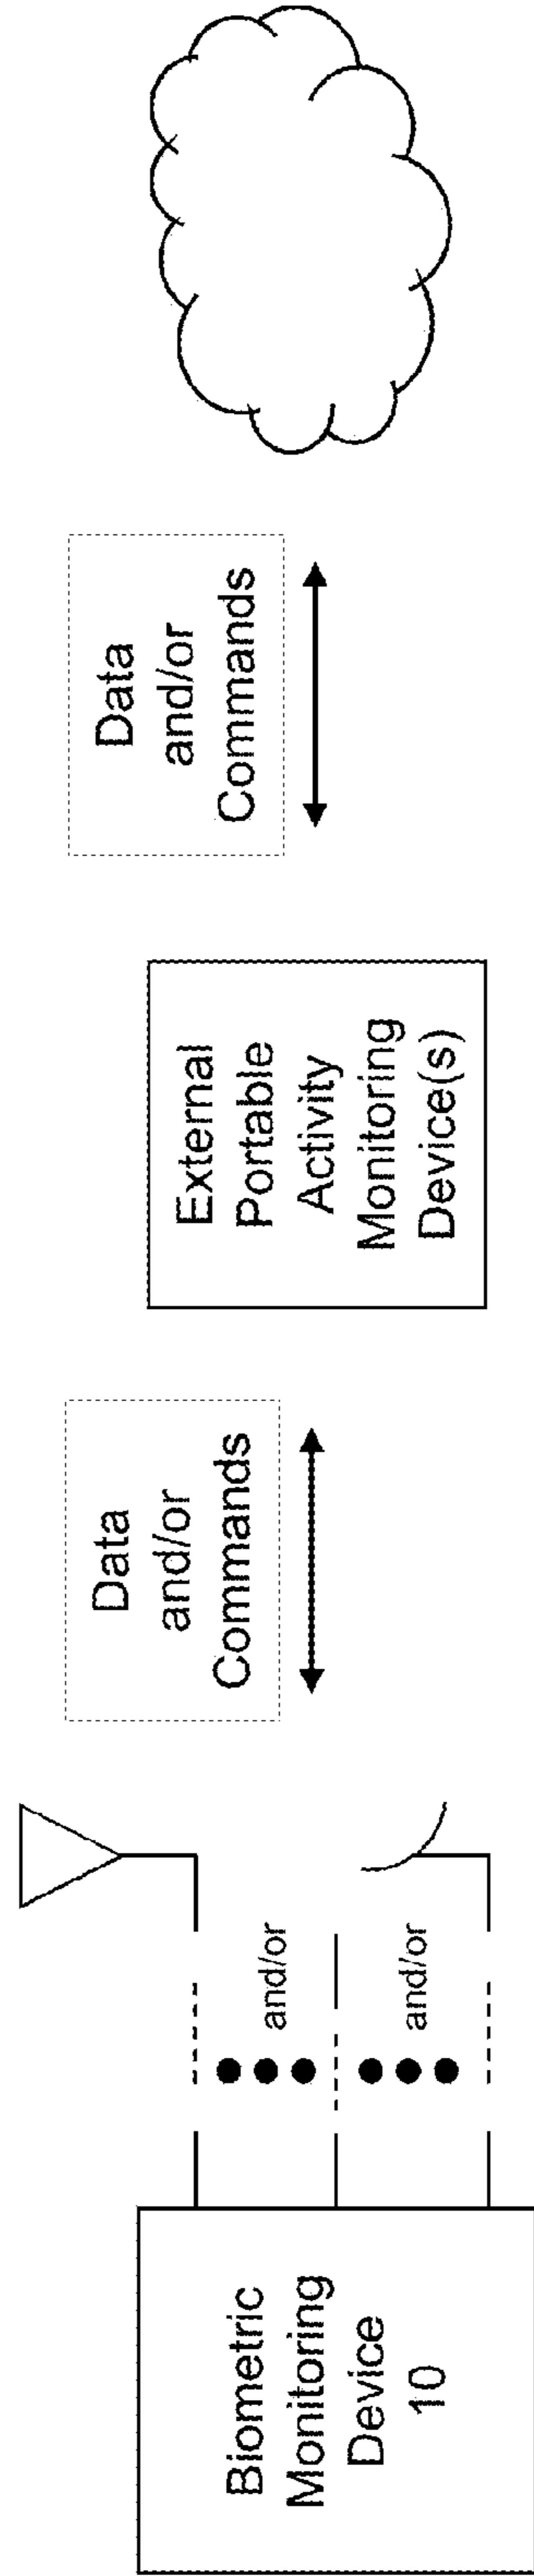 Biometric
Monitoring
Device
10
and/or
and/or
Data
and/or
Commands
External
Portable
Activity
Monitoring
Device(s)
Data
and/or
Commands